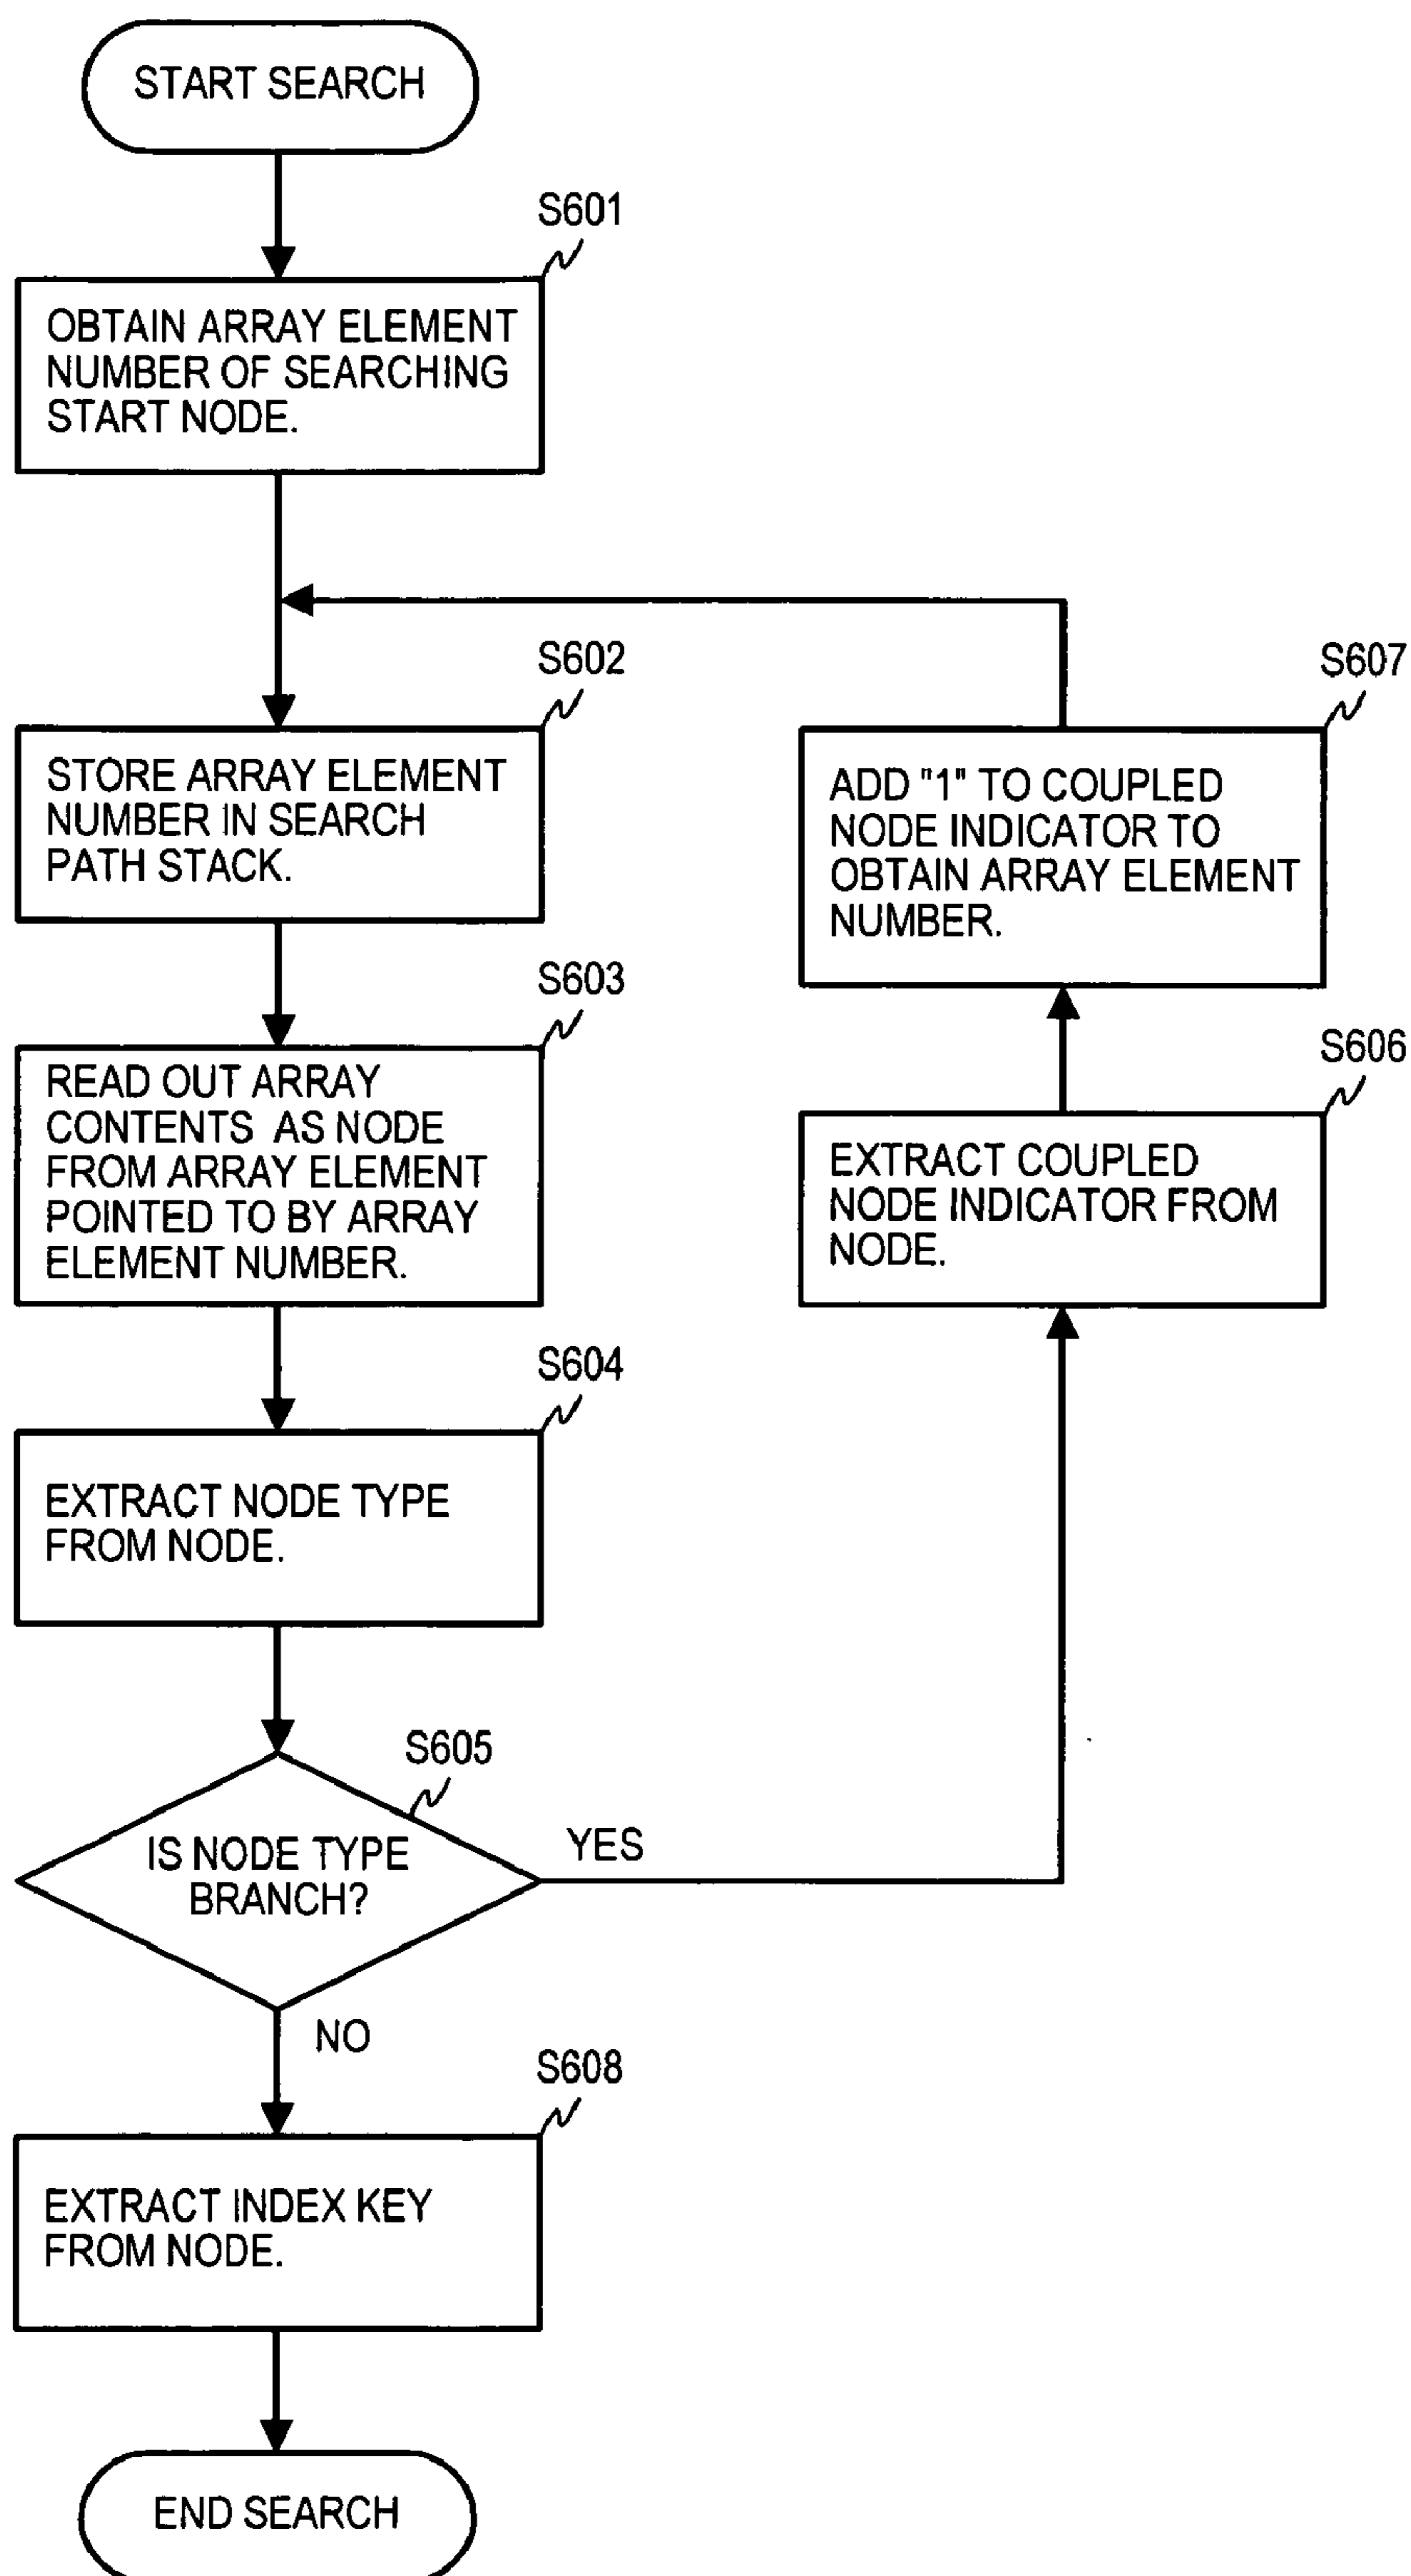 START SEARCH
S601
OBTAIN ARRAY ELEMENT
NUMBER OF SEARCHING
START NODE.
S602
STORE ARRAY ELEMENT
NUMBER IN SEARCH
PATH STACK.
S603
READ OUT ARRAY
CONTENTS AS NODE
FROM ARRAY ELEMENT
POINTED TO BY ARRAY
ELEMENT NUMBER.
S604
EXTRACT NODE TYPE
FROM NODE.
S605
IS NODE TYPE
BRANCH?
YES
S606
EXTRACT COUPLED
NODE INDICATOR FROM
NODE.
S607
ADD "1" TO COUPLED
NODE INDICATOR TO
OBTAIN ARRAY ELEMENT
NUMBER.
NO
S608
EXTRACT INDEX KEY
FROM NODE.
END SEARCH